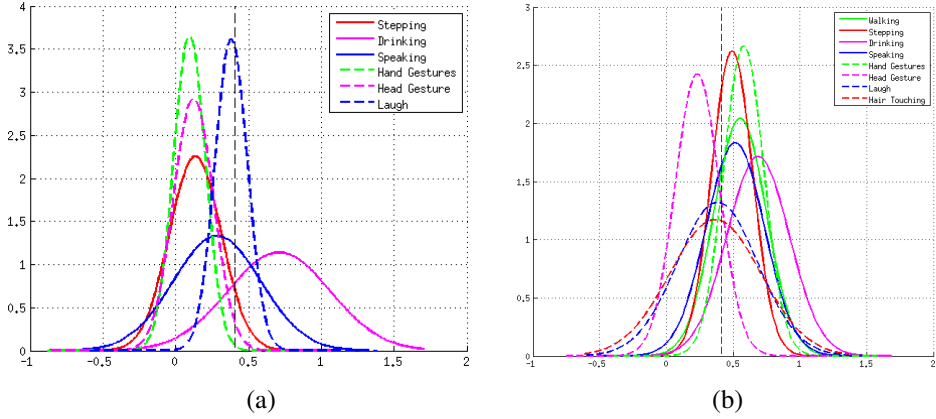 4
3.5
3
2.5
2
1.5
1
0.5
0
-1
-0.5
0
0.5
1
1.5
2
Stepping
Drinking
Speaking
Hand Gestures
Head Gesture
Laugh
(a)
3
2.5
2
1.5
1
0.5
0
-1
-0.5
0
0.5
1
1.5
2
Walking
Stepping
Drinking
Speaking
Hand Gestures
Head Gesture
Laugh
Hair Touching
(b)